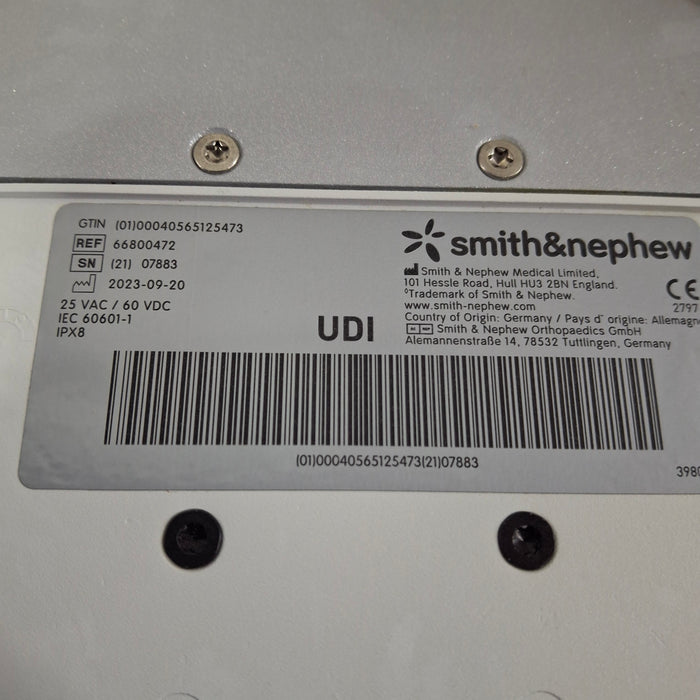 GTIN (01)00040565125473
REF 66800472
SN (21) 07883
2023-09-20
25 VAC / 60 VDC
IEC 60601-1
IPX8
UDI
smith&nephew
Smith & Nephew Medical Limited,
101 Hessle Road, Hull HU3 2BN England.
°Trademark of Smith & Nephew.
www.smith-nephew.com
Country of Origin: Germany / Pays d' origine: Allemagne
Smith & Nephew Orthopaedics GmbH
Alemannenstraße 14, 78532 Tuttlingen, Germany
CE
2797
(01)00040565125473(21)07883
3980